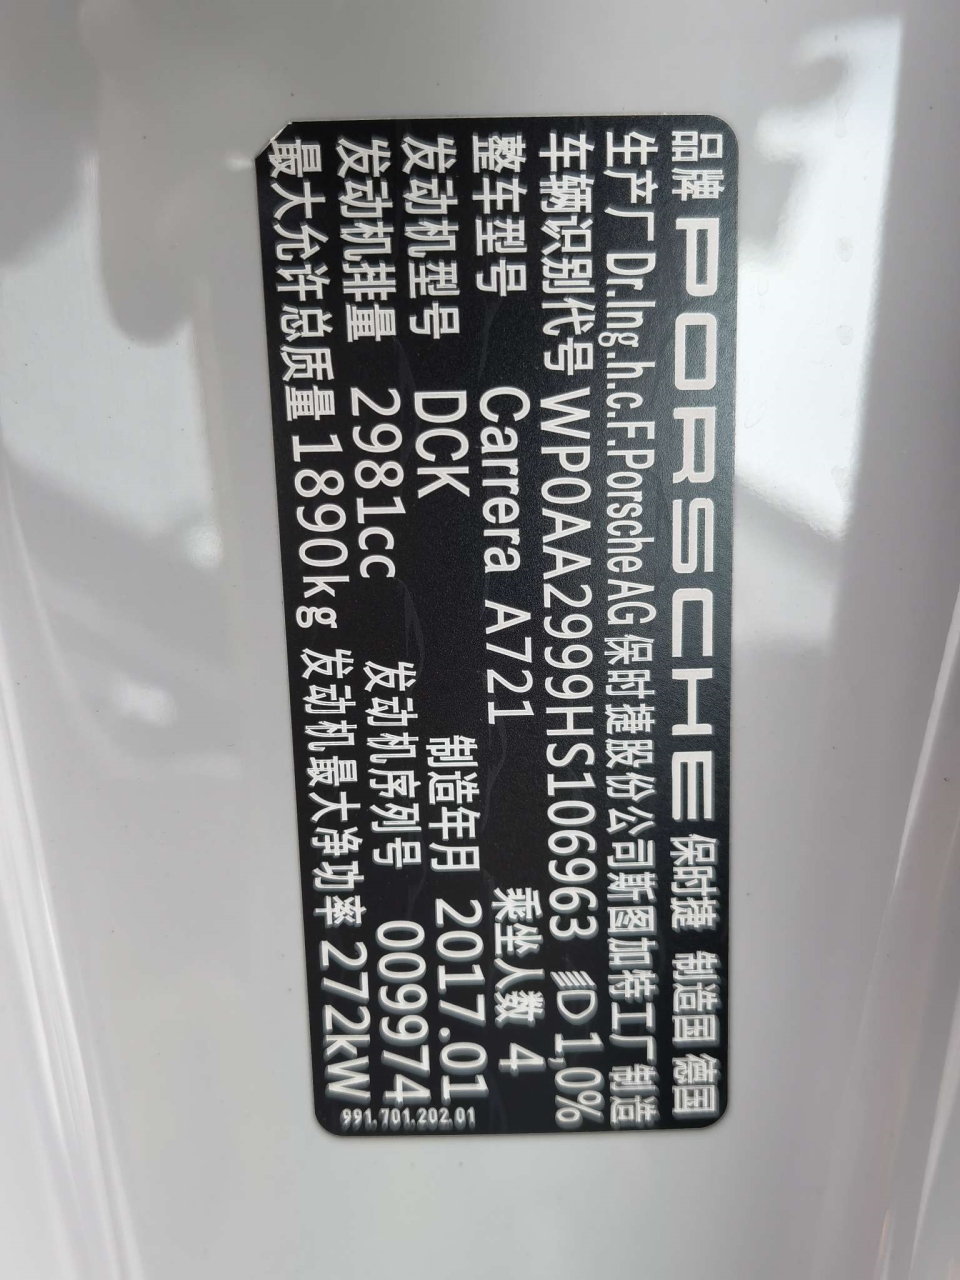 品牌 PORSCHE 保时捷 制造国 德国
生产厂 Dr.Ing.h.c.F.Porsche AG 保时捷股份公司斯图加特工厂制造
车辆识别代号 WP0AA2999HS106963 1,0%
整车型号 Carrera A721 乘坐人数 4
发动机型号 DCK 制造年月 2017.01
发动机排量 2981cc 发动机序列号 009974
最大允许总质量 1890kg 发动机最大净功率 272kW
991.701.202.01